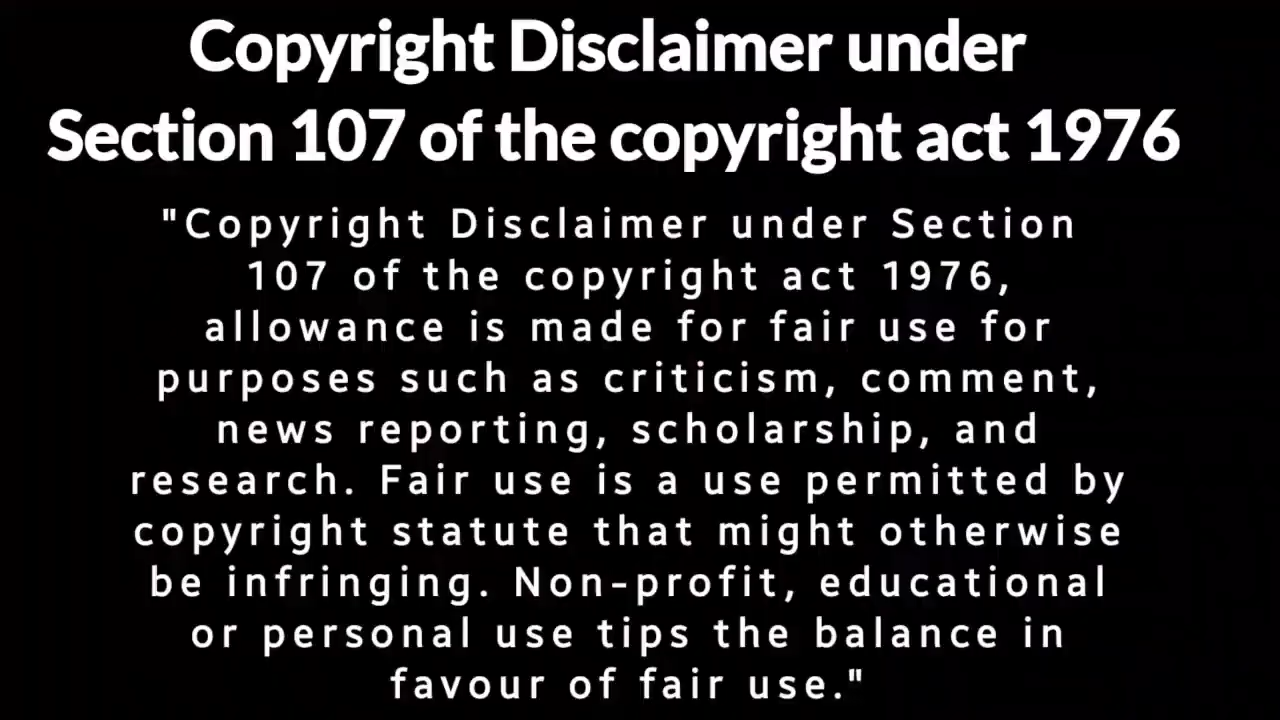 Copyright Disclaimer under
Section 107 of the copyright act 1976
"Copyright Disclaimer under Section
107 of the copyright act 1976,
allowance is made for fair use for
purposes such as criticism, comment,
news reporting, scholarship, and
research. Fair use is a use permitted by
copyright statute that might otherwise
be infringing. Non-profit, educational
or personal use tips the balance in
favour of fair use."